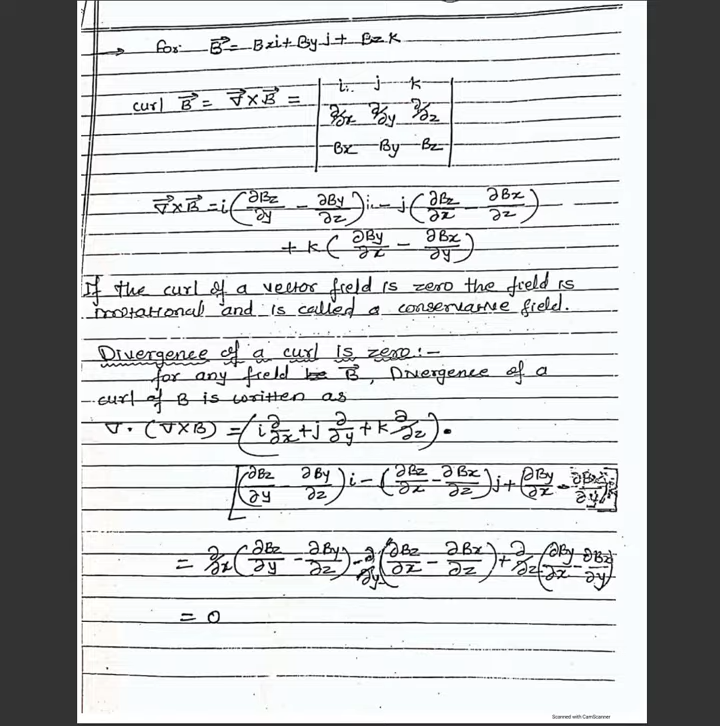 → for B⃗ = Bxi + Byj + Bzk
curl B⃗ = ∇⃗ × B⃗ = | i j k |
| ∂/∂x ∂/∂y ∂/∂z |
| Bx By Bz |
∇⃗×B⃗ = i(∂Bz/∂y - ∂By/∂z)i - j(∂Bz/∂x - ∂Bx/∂z)
+ k(∂By/∂x - ∂Bx/∂y)
If the curl of a vector field is zero the field is
irrotational and is called a conservative field.
Divergence of a curl is zero:-
for any field B⃗, Divergence of a
curl of B is written as
∇·(∇×B) = (i ∂/∂x + j ∂/∂y + k ∂/∂z)·
[(∂Bz/∂y - ∂By/∂z)i - (∂Bz/∂x - ∂Bx/∂z)j + (∂By/∂x - ∂Bx/∂y)]
= ∂/∂x(∂Bz/∂y - ∂By/∂z) - ∂/∂y(∂Bz/∂x - ∂Bx/∂z) + ∂/∂z(∂By/∂x - ∂Bz/∂y)
= 0
Scanned with CamScanner